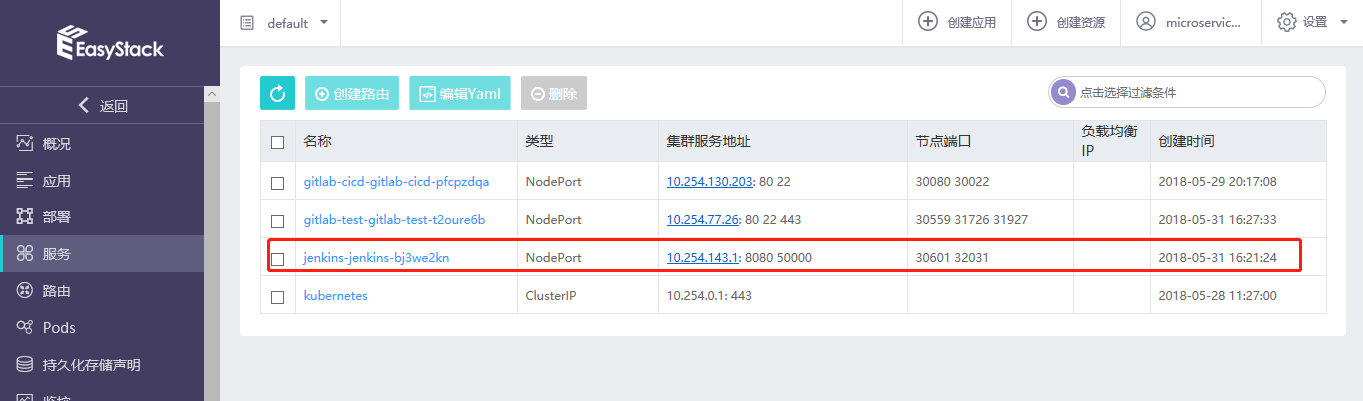 EasyStack
default
创建应用
创建资源
microservic...
设置
返回
概况
应用
部署
服务
路由
Pods
持久化存储声明
监控
创建路由
编辑Yaml
删除
点击选择过滤条件
名称 类型 集群服务地址 节点端口 负载均衡 创建时间
IP
gitlab-cicd-gitlab-cicd-pfcpzdqa NodePort 10.254.130.203: 80 22 30080 30022 2018-05-29 20:17:08
gitlab-test-gitlab-test-t2oure6b NodePort 10.254.77.26: 80 22 443 30559 31726 31927 2018-05-31 16:27:33
jenkins-jenkins-bj3we2kn NodePort 10.254.143.1: 8080 50000 30601 32031 2018-05-31 16:21:24
kubernetes ClusterIP 10.254.0.1: 443 2018-05-28 11:27:00